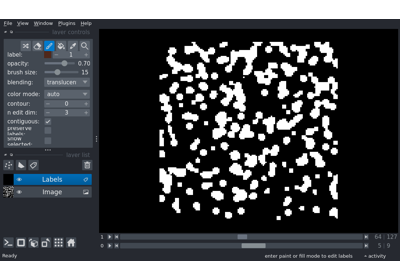 File View Window Plugins Help
layer controls
label: 1
opacity: 0.70
brush size: 15
blending: translucen
color mode: auto
contour: 0
n edit dim: 3
contiguous:
preserve
labels:
show
selected:
layer list
Labels
Image
1 64 127
0 5 9
Ready enter paint or fill mode to edit labels activity